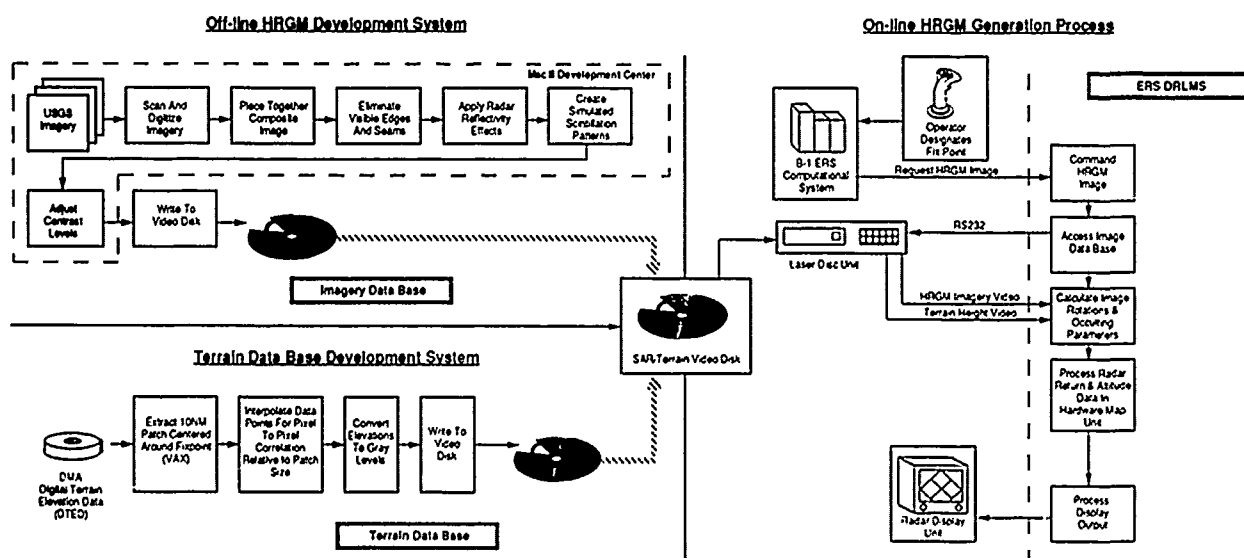 Off-line HRGM Development System
Mac II Development Center
USGS
Imagery
Scan And
Digitize
Imagery
Piece Together
Composite
Image
Eliminate
Visible Edges
And Seams
Apply Radar
Reflectivity
Effects
Create
Simulated
Scintillation
Patterns
Adjust
Contrast
Levels
Write To
Video Disk
Imagery Data Base
Terrain Data Base Development System
DMA
Digital Terrain
Elevation Data
(DTED)
Extract 10NM
Patch Centered
Around Fixpoint
(VAX)
Interpolate Data
Points For Pixel
To Pixel
Correlation
Relative to Patch
Size
Convert
Elevations
To Gray
Levels
Write To
Video
Disk
Terrain Data Base
SAR-Terrain Video Disk
On-line HRGM Generation Process
ERS DRLMS
B-1 ERS
Computational
System
Operator
Designates
Fix Point
Request HRGM Image
Command
HRGM
Image
RS232
Access Image
Data Base
Laser Disc Unit
HRGM Imagery Video
Terrain Height Video
Calculate Image
Rotations &
Occulting
Parameters
Process Radar
Return & Altitude
Data In
Hardware Map
Unit
Process
Display
Output
Radar Display
Unit